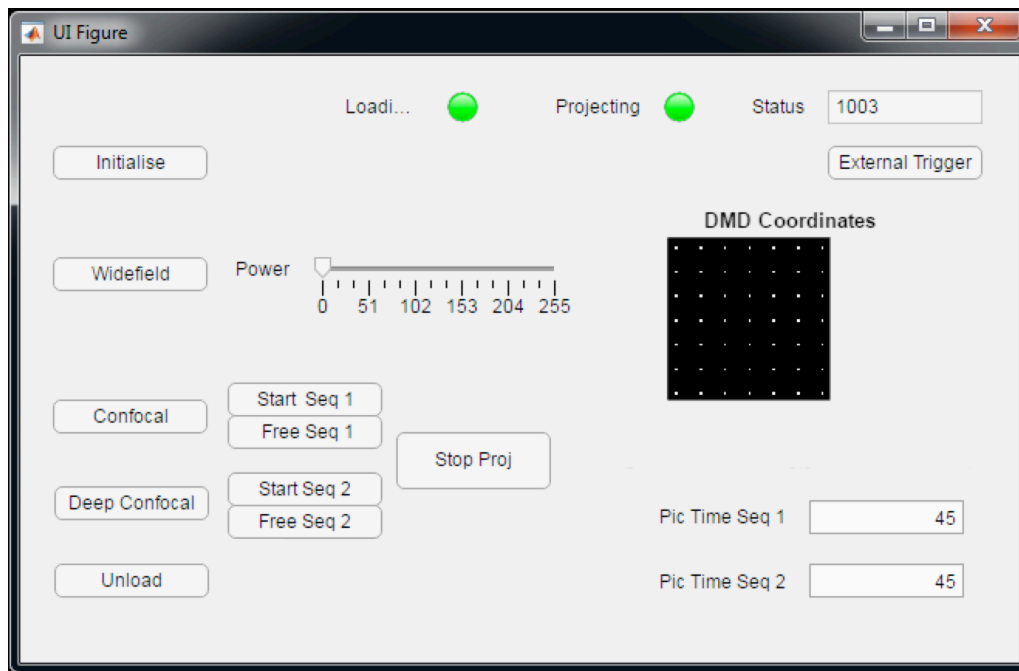 UI Figure
Loadi...
Projecting
Status
1003
Initialise
External Trigger
DMD Coordinates
Widefield
Power
0 51 102 153 204 255
Confocal
Start Seq 1
Free Seq 1
Stop Proj
Deep Confocal
Start Seq 2
Free Seq 2
Pic Time Seq 1
45
Unload
Pic Time Seq 2
45